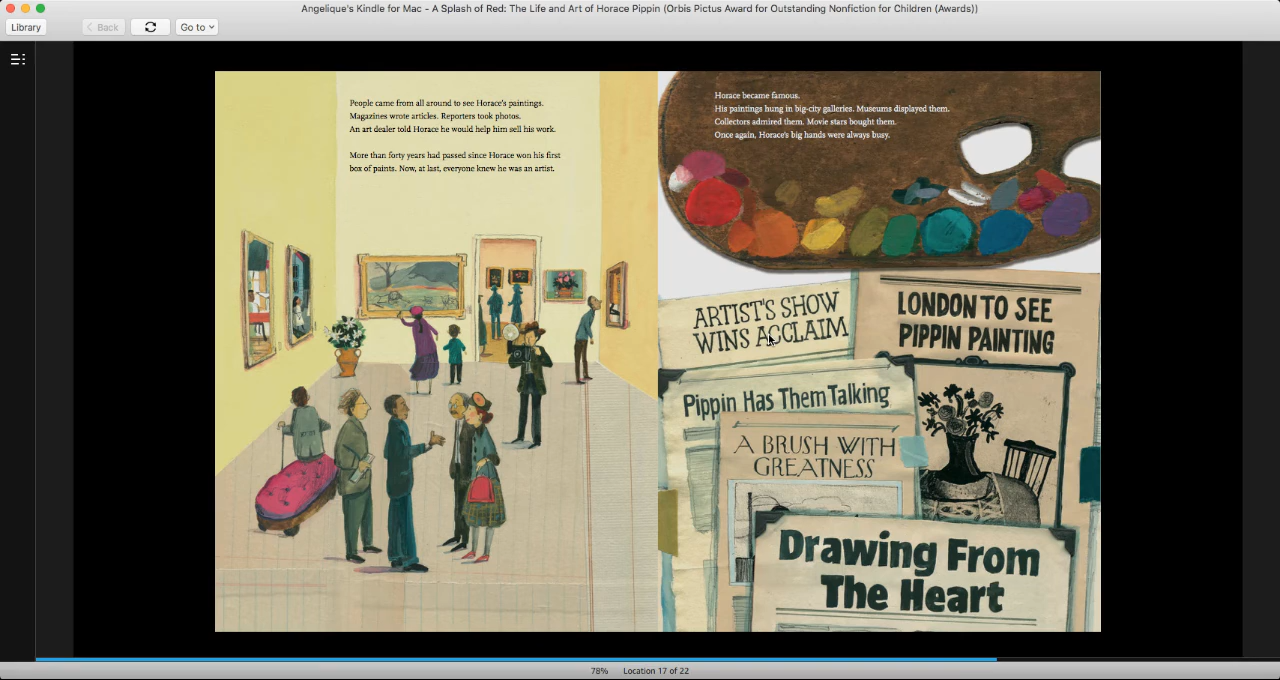 Angelique's Kindle for Mac - A Splash of Red: The Life and Art of Horace Pippin (Orbis Pictus Award for Outstanding Nonfiction for Children (Awards))
Library
Back
Go to
People came from all around to see Horace's paintings.
Magazines wrote articles. Reporters took photos.
An art dealer told Horace he would help him sell his work.
More than forty years had passed since Horace won his first
box of paints. Now, at last, everyone knew he was an artist.
Horace became famous.
His paintings hung in big-city galleries. Museums displayed them.
Collectors admired them. Movie stars bought them.
Once again, Horace's big hands were always busy.
ARTIST'S SHOW
WINS ACCLAIM
LONDON TO SEE
PIPPIN PAINTING
Pippin Has Them Talking
A BRUSH WITH
GREATNESS
Drawing From
The Heart
78% Location 17 of 22